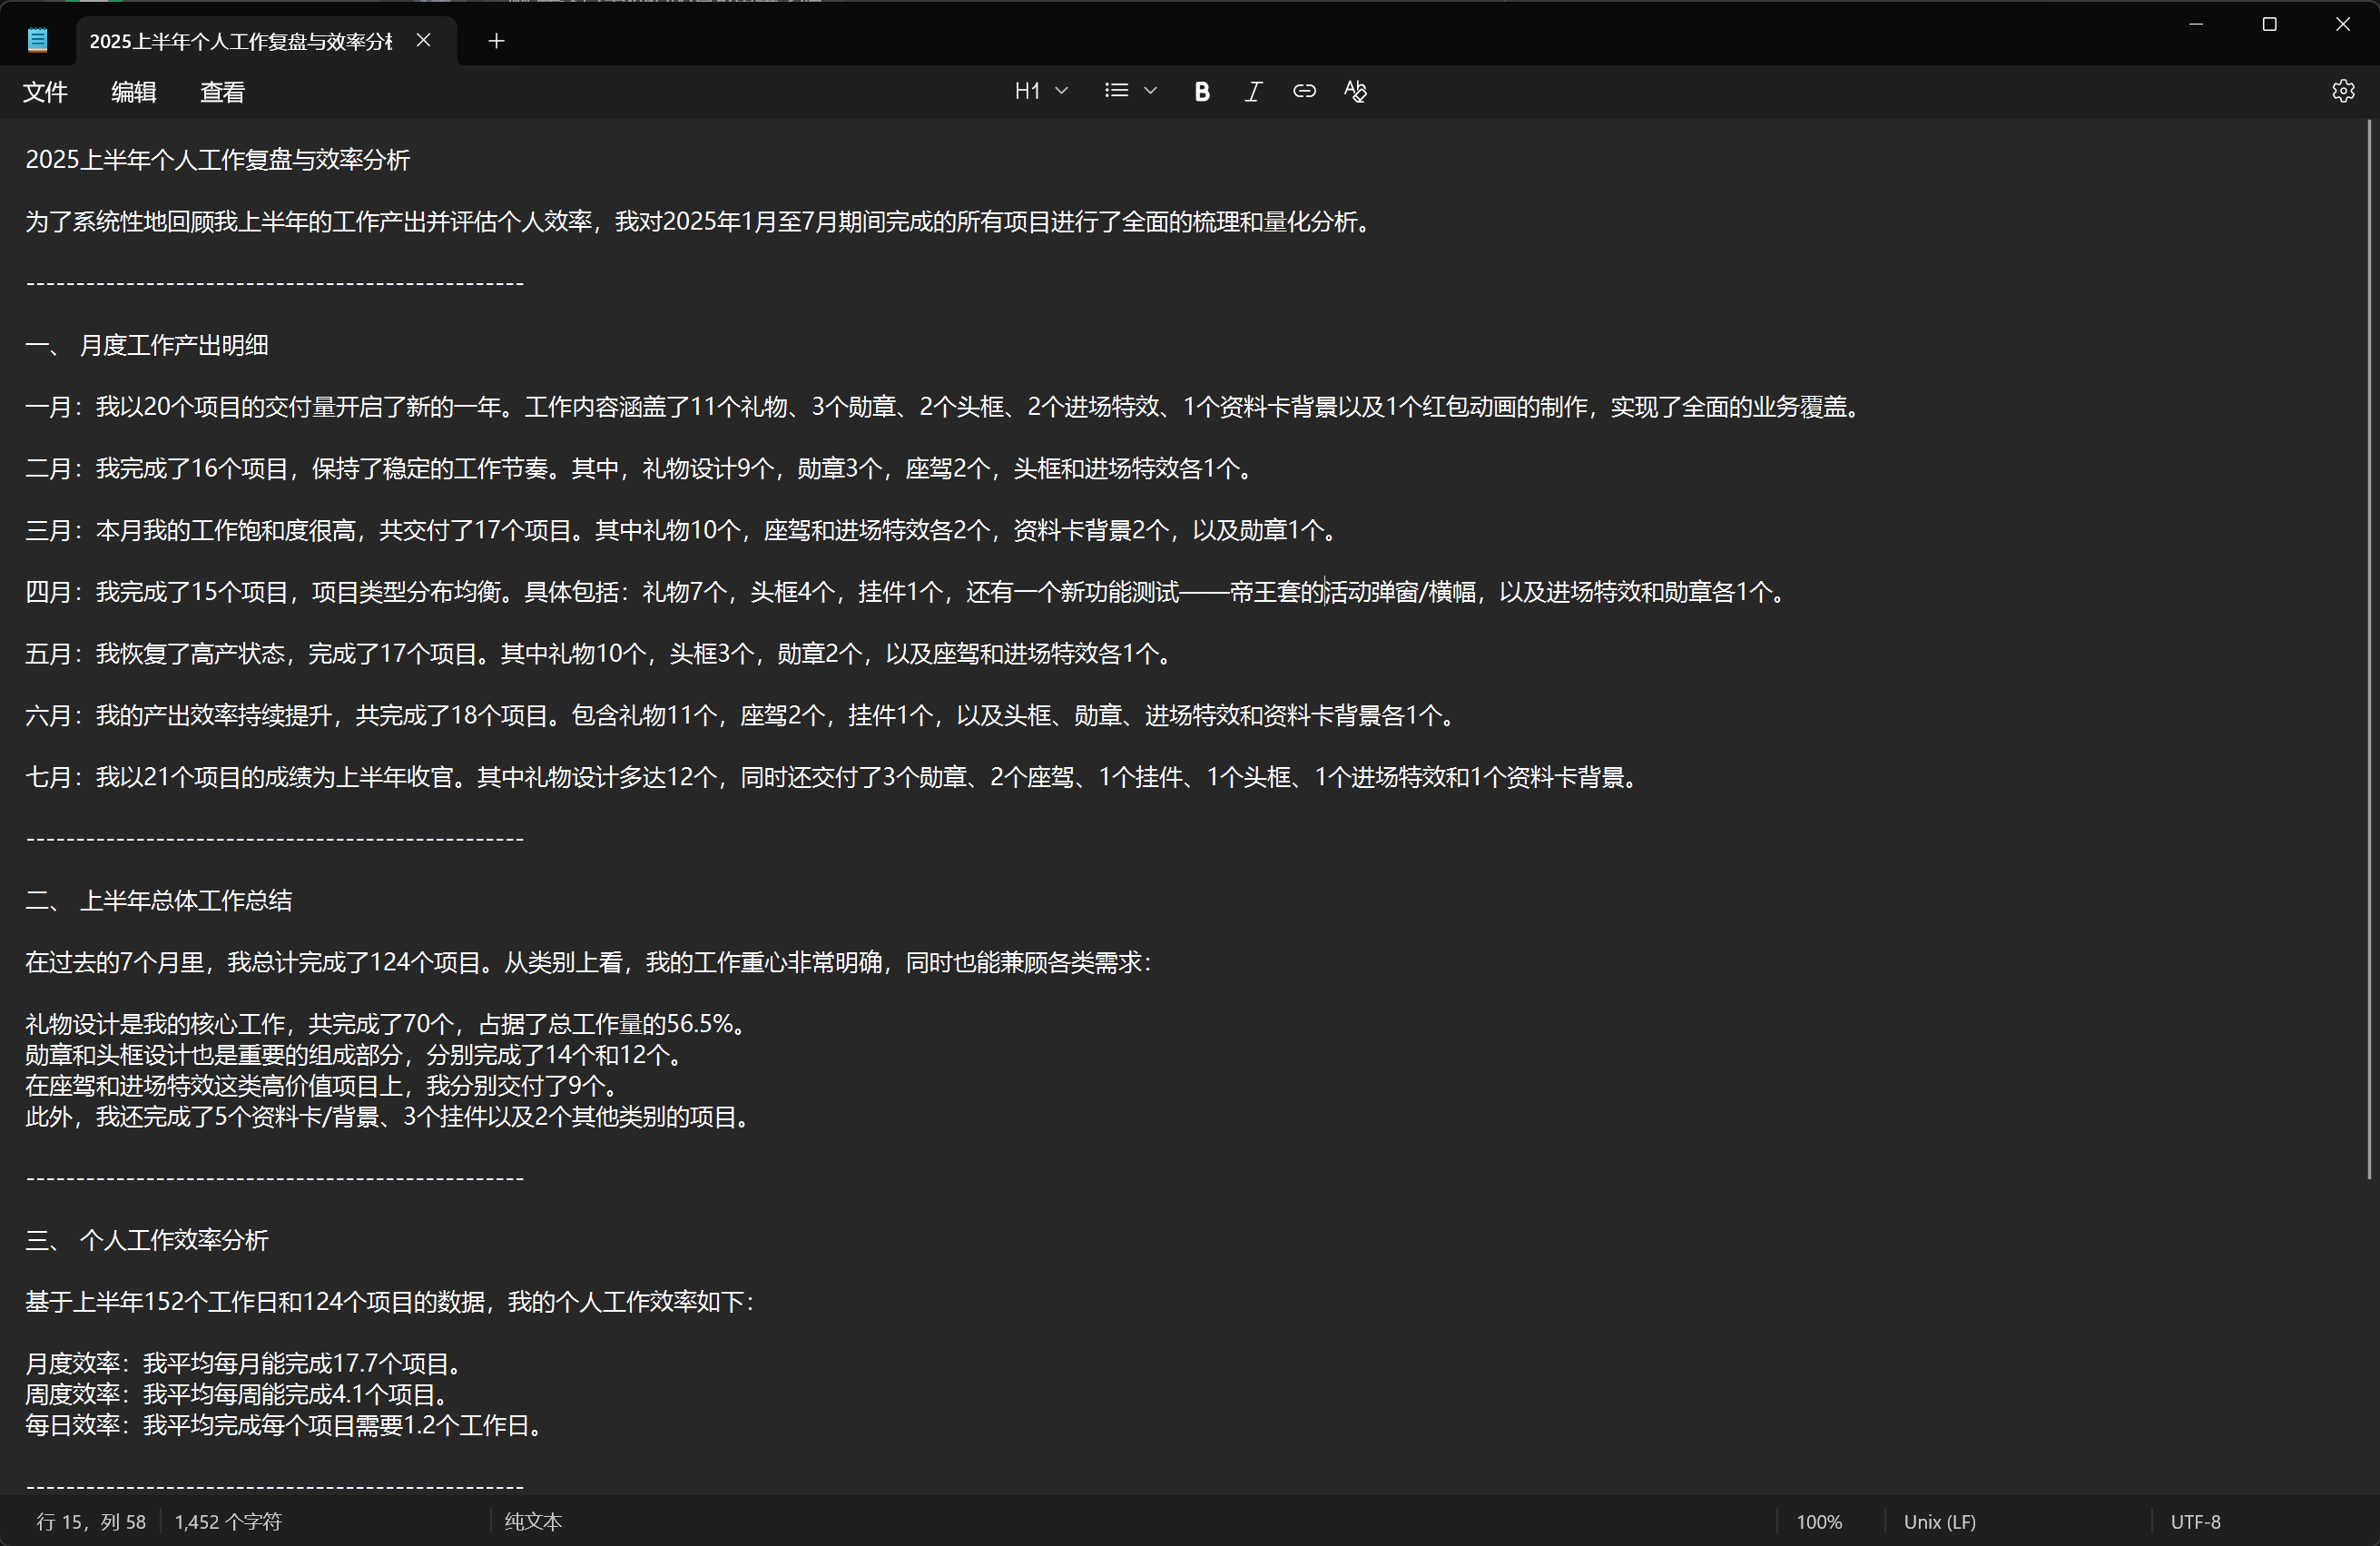 2025上半年个人工作复盘与效率分析
文件 编辑 查看 H1 B I Ab
2025上半年个人工作复盘与效率分析
为了系统性地回顾我上半年的工作产出并评估个人效率，我对2025年1月至7月期间完成的所有项目进行了全面的梳理和量化分析。
--------------------------------------------------
一、 月度工作产出明细
一月：我以20个项目的交付量开启了新的一年。工作内容涵盖了11个礼物、3个勋章、2个头框、2个进场特效、1个资料卡背景以及1个红包动画的制作，实现了全面的业务覆盖。
二月：我完成了16个项目，保持了稳定的工作节奏。其中，礼物设计9个，勋章3个，座驾2个，头框和进场特效各1个。
三月：本月我的工作饱和度很高，共交付了17个项目。其中礼物10个，座驾和进场特效各2个，资料卡背景2个，以及勋章1个。
四月：我完成了15个项目，项目类型分布均衡。具体包括：礼物7个，头框4个，挂件1个，还有一个新功能测试——帝王套的活动弹窗/横幅，以及进场特效和勋章各1个。
五月：我恢复了高产状态，完成了17个项目。其中礼物10个，头框3个，勋章2个，以及座驾和进场特效各1个。
六月：我的产出效率持续提升，共完成了18个项目。包含礼物11个，座驾2个，挂件1个，以及头框、勋章、进场特效和资料卡背景各1个。
七月：我以21个项目的成绩为上半年收官。其中礼物设计多达12个，同时还交付了3个勋章、2个座驾、1个挂件、1个头框、1个进场特效和1个资料卡背景。
--------------------------------------------------
二、 上半年总体工作总结
在过去的7个月里，我总计完成了124个项目。从类别上看，我的工作重心非常明确，同时也能兼顾各类需求：
礼物设计是我的核心工作，共完成了70个，占据了总工作量的56.5%。
勋章和头框设计也是重要的组成部分，分别完成了14个和12个。
在座驾和进场特效这类高价值项目上，我分别交付了9个。
此外，我还完成了5个资料卡/背景、3个挂件以及2个其他类别的项目。
--------------------------------------------------
三、 个人工作效率分析
基于上半年152个工作日和124个项目的数据，我的个人工作效率如下：
月度效率：我平均每月能完成17.7个项目。
周度效率：我平均每周能完成4.1个项目。
每日效率：我平均完成每个项目需要1.2个工作日。
--------------------------------------------------
行 15，列 58 1,452 个字符 纯文本 100% Unix (LF) UTF-8